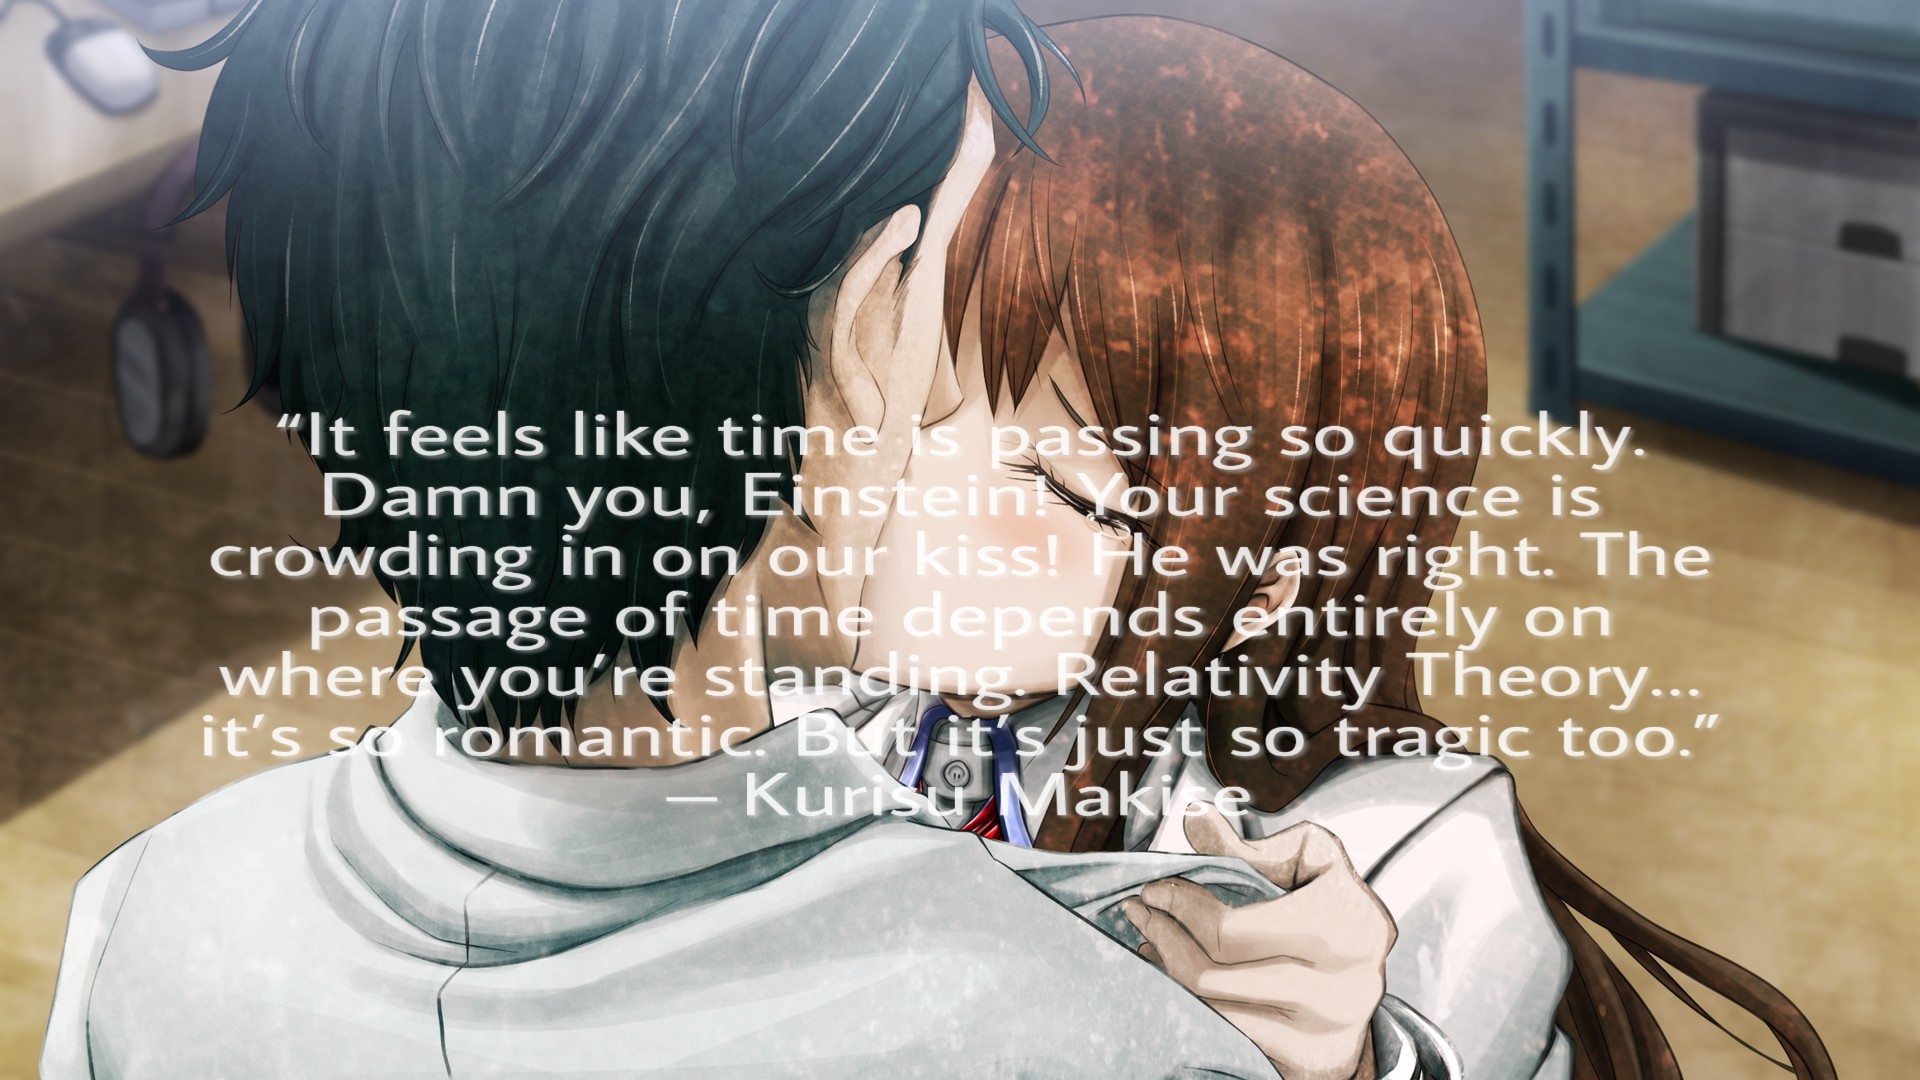 “It feels like time is passing so quickly.
Damn you, Einstein! Your science is
crowding in on our kiss! He was right. The
passage of time depends entirely on
where you’re standing. Relativity Theory...
it’s so romantic. But it’s just so tragic too.”
— Kurisu Makise